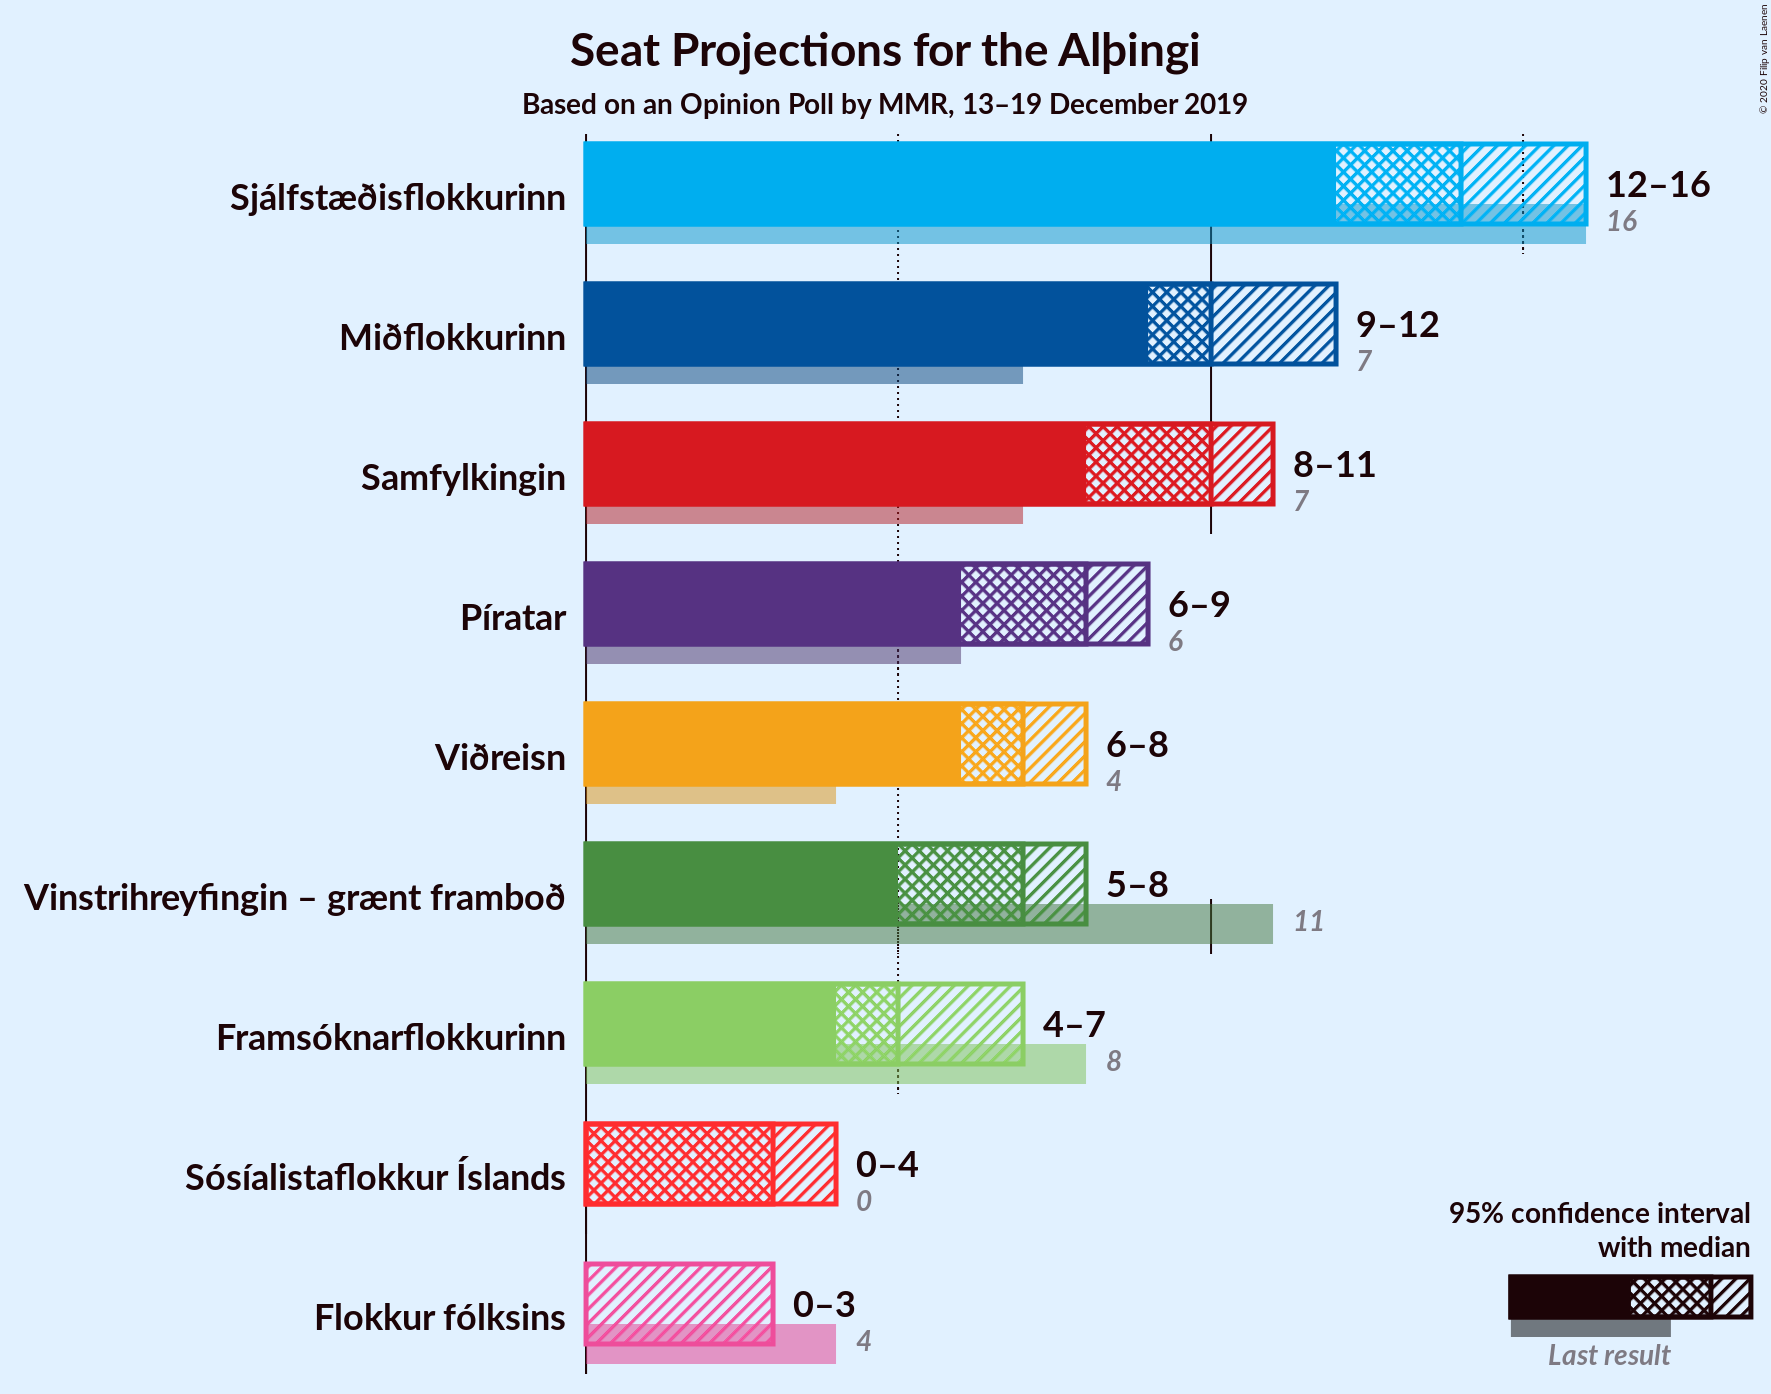 Seat Projections for the Alþingi
Based on an Opinion Poll by MMR, 13–19 December 2019
© 2020 Filip van Laenen
Sjálfstæðisflokkurinn
12–16
16
Miðflokkurinn
9–12
7
Samfylkingin
8–11
7
Píratar
6–9
6
Viðreisn
6–8
4
Vinstrihreyfingin – grænt framboð
5–8
11
Framsóknarflokkurinn
4–7
8
Sósíalistaflokkur Íslands
0–4
0
Flokkur fólksins
0–3
4
95% confidence interval
with median
Last result